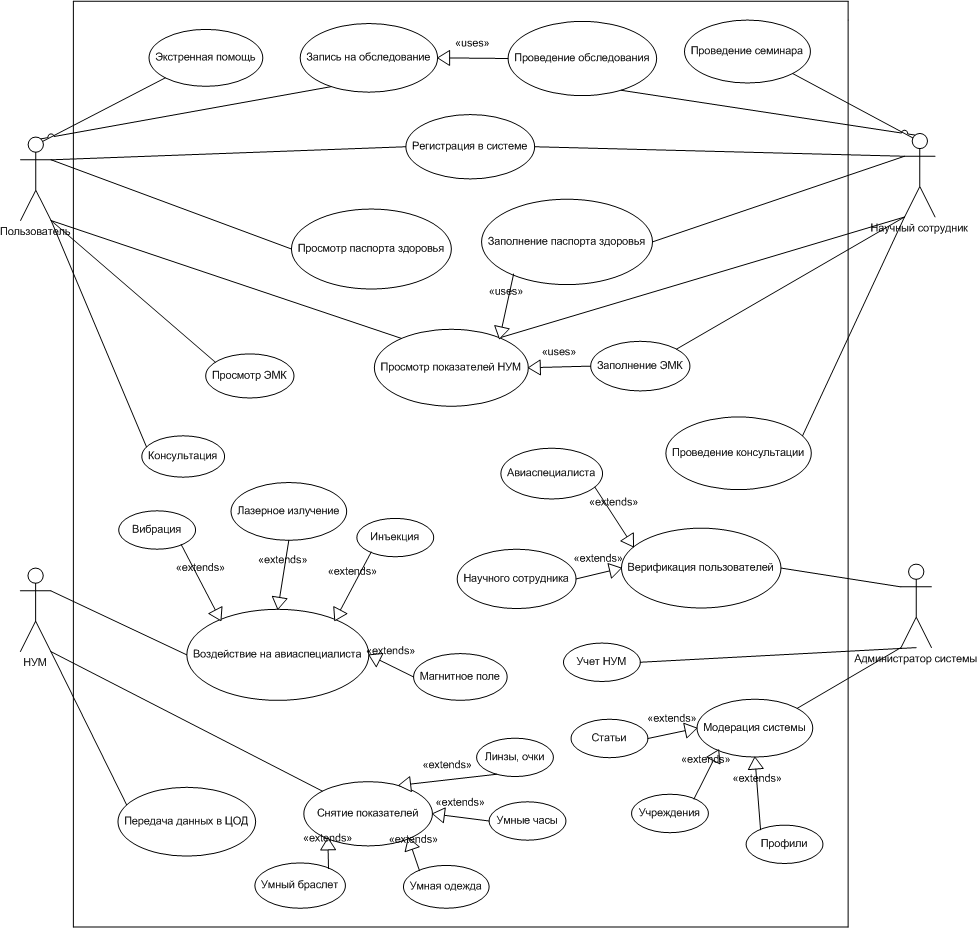 «uses»
Экстренная помощь
Запись на обследование
Проведение обследования
Проведение семинара
Регистрация в системе
Пользователь
Научный сотрудник
Просмотр паспорта здоровья
Заполнение паспорта здоровья
«uses»
«uses»
Просмотр ЭМК
Просмотр показателей НУМ
Заполнение ЭМК
Консультация
Проведение консультации
Авиаспециалиста
«extends»
Вибрация
Лазерное излучение
Инъекция
«extends»
«extends»
«extends»
«extends»
Научного сотрудника
Верификация пользователей
НУМ
Воздействие на авиаспециалиста
«extends»
Магнитное поле
Учет НУМ
Администратор системы
«extends»
Статьи
Модерация системы
«extends»
«extends»
Линзы, очки
«extends»
«extends»
Передача данных в ЦОД
Снятие показателей
Умные часы
Учреждения
«extends»
«extends»
Профили
Умный браслет
Умная одежда